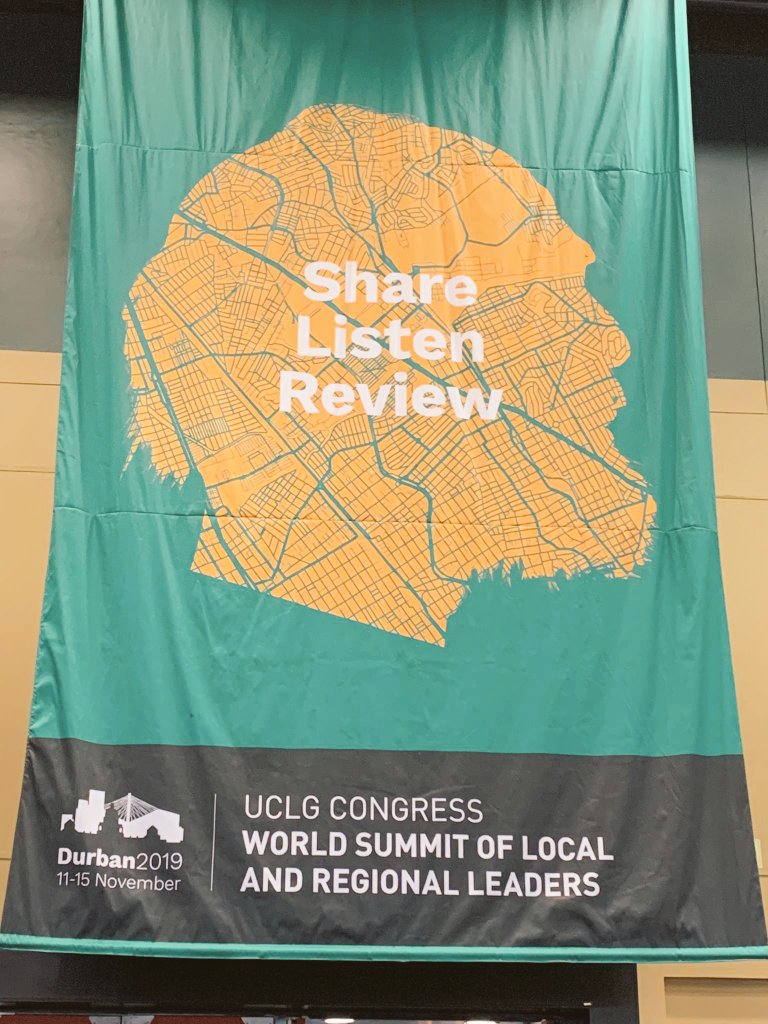 Share
Listen
Review
Durban2019
11-15 November
UCLG CONGRESS
WORLD SUMMIT OF LOCAL
AND REGIONAL LEADERS